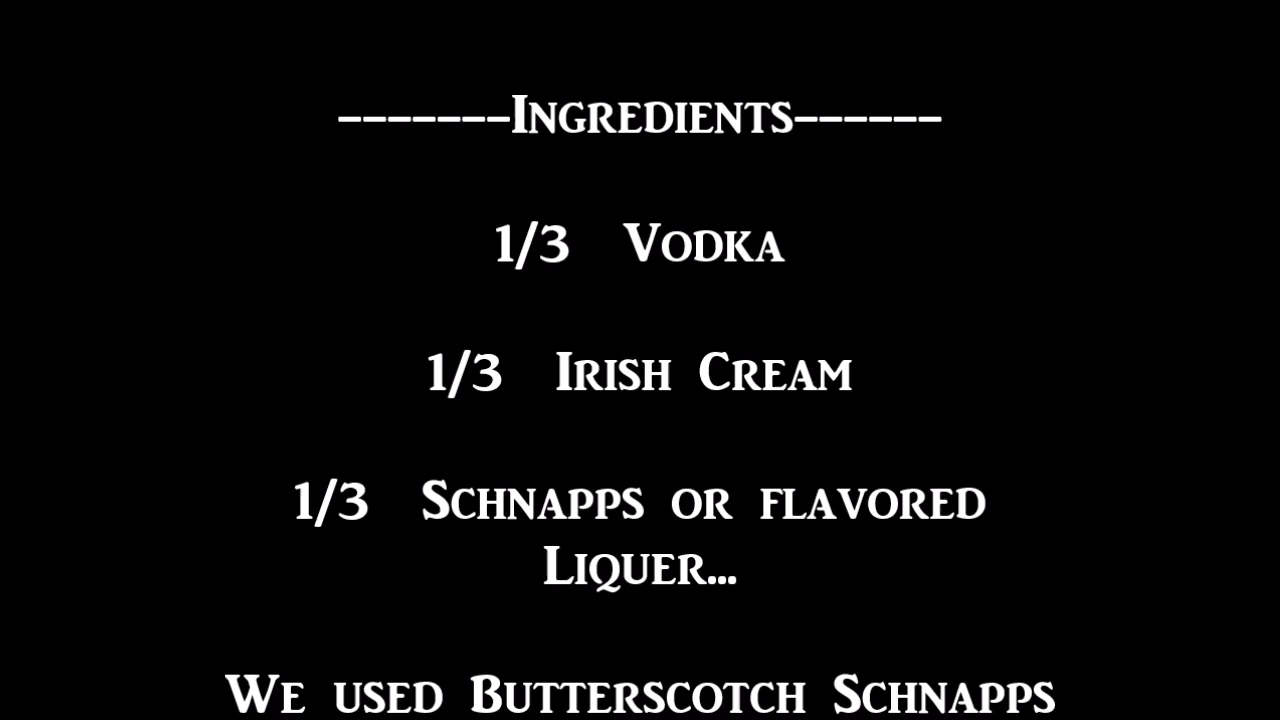 -------Ingredients------
1/3 Vodka
1/3 Irish Cream
1/3 Schnapps or flavored
Liquer...
We used Butterscotch Schnapps